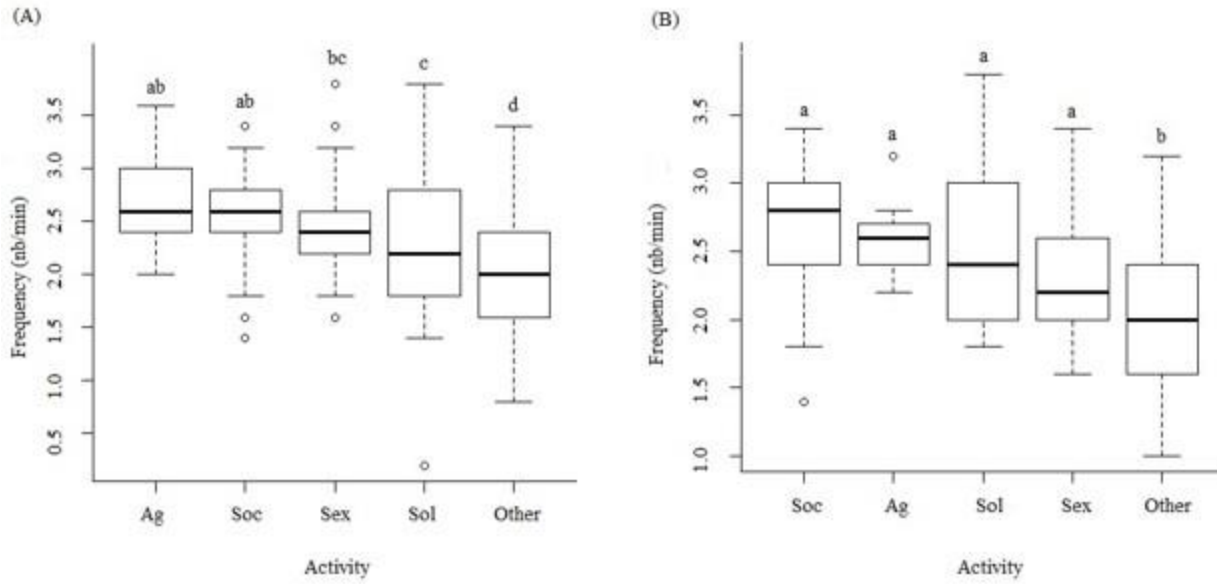 (A)
ab
ab
bc
c
d
Frequency (nb/min)
3.5
3.0
2.5
2.0
1.5
1.0
0.5
Ag Soc Sex Sol Other
Activity
(B)
a
a
a
a
b
Frequency (nb/min)
3.5
3.0
2.5
2.0
1.5
1.0
Soc Ag Sol Sex Other
Activity